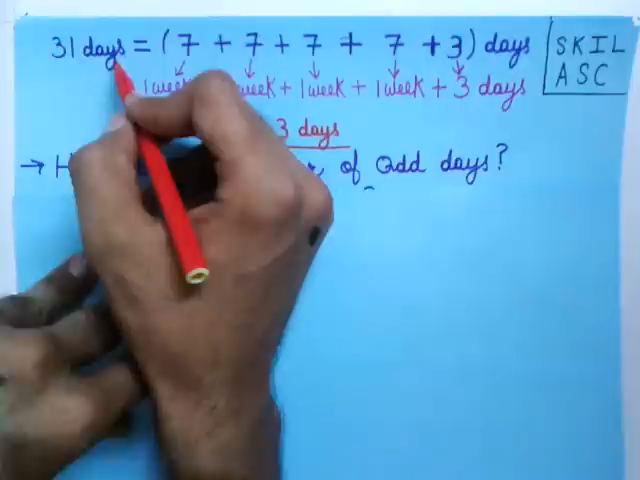 31 days = ( 7 + 7 + 7 + 7 + 3 ) days
1 week + 1 week + 1 week + 3 days
3 days
→ H of odd days?
SKIL
ASC